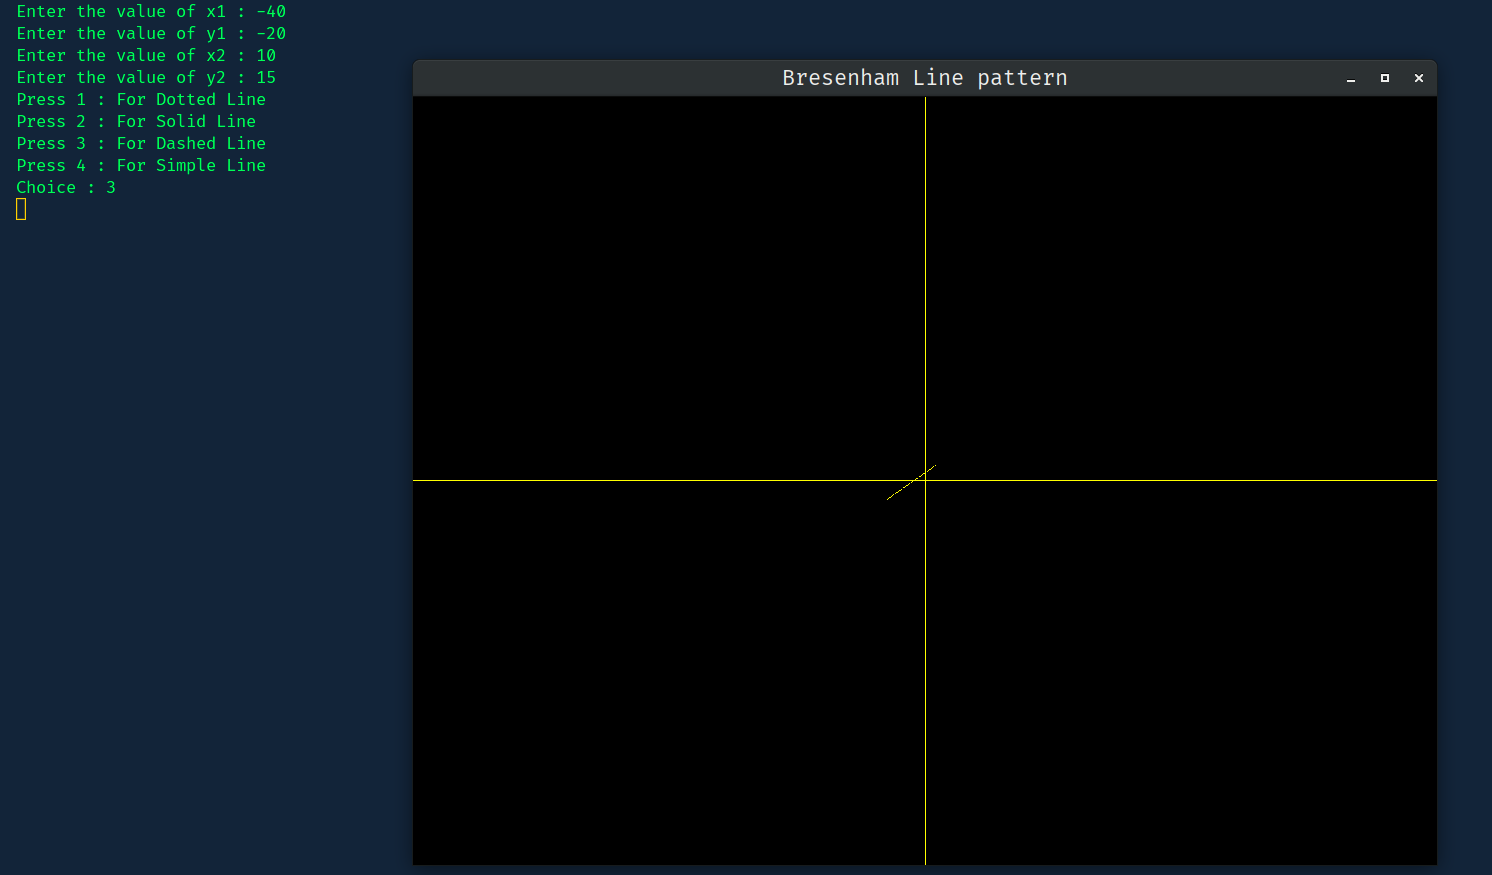 Enter the value of x1 : -40
Enter the value of y1 : -20
Enter the value of x2 : 10
Enter the value of y2 : 15
Press 1 : For Dotted Line
Press 2 : For Solid Line
Press 3 : For Dashed Line
Press 4 : For Simple Line
Choice : 3
Bresenham Line pattern